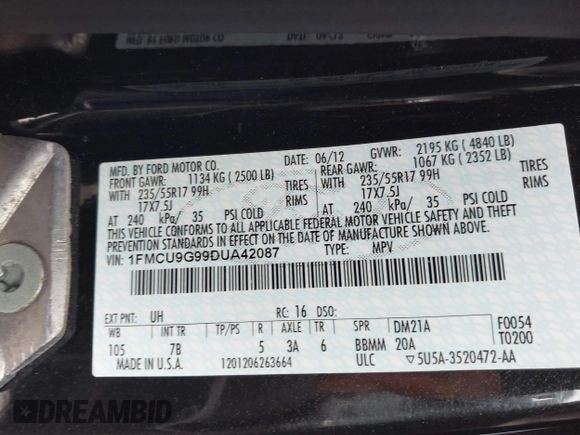 MFD. BY FORD MOTOR CO.
DATE: 06/12 GVWR: 2195 KG ( 4840 LB)
FRONT GAWR: 1134 KG ( 2500 LB)
REAR GAWR: 1067 KG ( 2352 LB)
WITH 235/55R17 99H TIRES
WITH 235/55R17 99H TIRES
17X7.5J RIMS
17X7.5J RIMS
AT 240 kPa/ 35 PSI COLD
AT 240 kPa/ 35 PSI COLD
THIS VEHICLE CONFORMS TO ALL APPLICABLE FEDERAL MOTOR VEHICLE SAFETY AND
THEFT PREVENTION STANDARDS IN EFFECT ON THE DATE OF MANUFACTURE SHOWN ABOVE.
VIN: 1FMCU9G99DUA42087 TYPE: MPV
EXT PNT: UH RC: 16 DSO:
WB INT TR TP/PS R AXLE TR SPR DM21A F0054
105 7B 5 3A 6 BBMM 20A T0200
MADE IN U.S.A. 1201206263664 ULC ▽5U5A-3520472-AA
DREAMBID